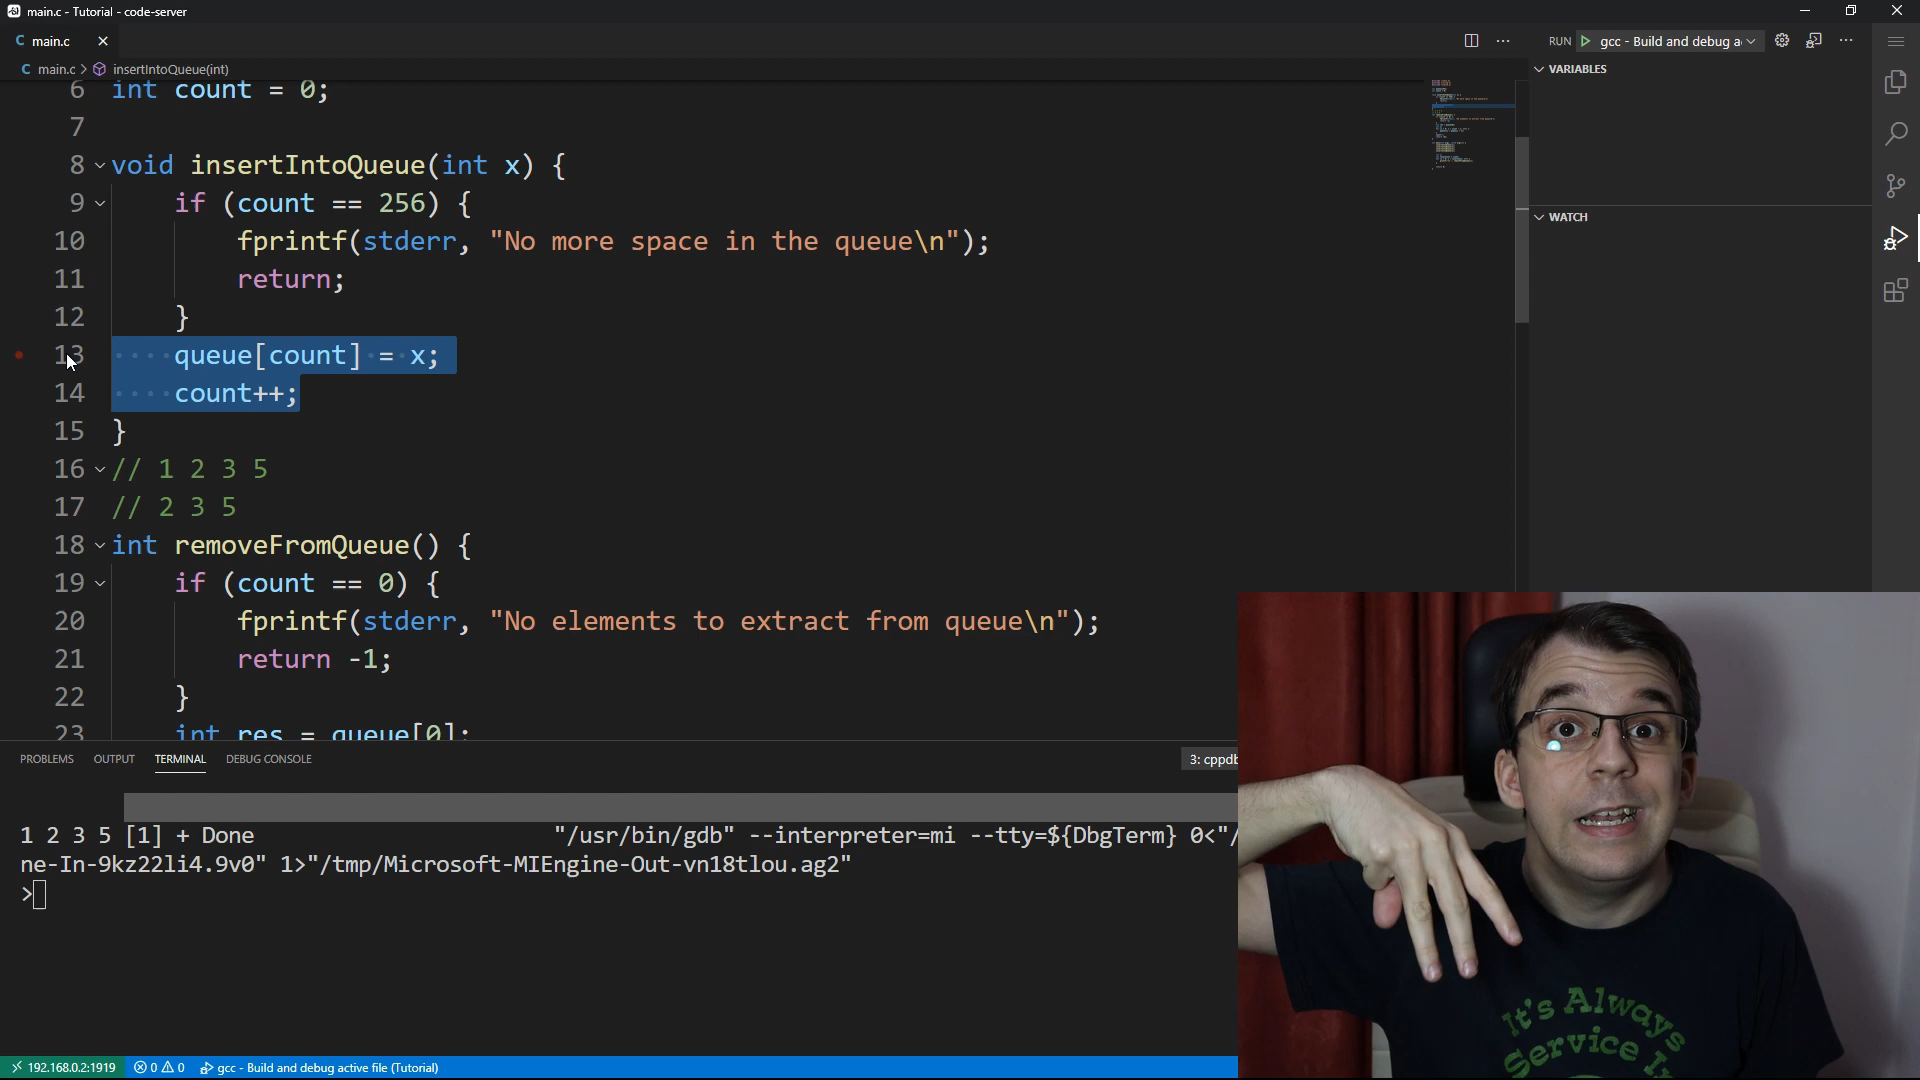 main.c - Tutorial - code-server
C main.c
RUN gcc - Build and debug a
C main.c > insertIntoQueue(int)
VARIABLES
6 int count = 0;
7
8 void insertIntoQueue(int x) {
9 if (count == 256) {
10 fprintf(stderr, "No more space in the queue\n");
11 return;
12 }
13 queue[count] = x;
14 count++;
15 }
16 // 1 2 3 5
17 // 2 3 5
18 int removeFromQueue() {
19 if (count == 0) {
20 fprintf(stderr, "No elements to extract from queue\n");
21 return -1;
22 }
23 int res = queue[0];
WATCH
PROBLEMS OUTPUT TERMINAL DEBUG CONSOLE 3: cppdb
1 2 3 5 [1] + Done "/usr/bin/gdb" --interpreter=mi --tty=${DbgTerm} 0<"/
ne-In-9kz22li4.9v0" 1>"/tmp/Microsoft-MIEngine-Out-vn18tlou.ag2"
>
It's Always
Service
192.168.0.2:1919 0 0 gcc - Build and debug active file (Tutorial)